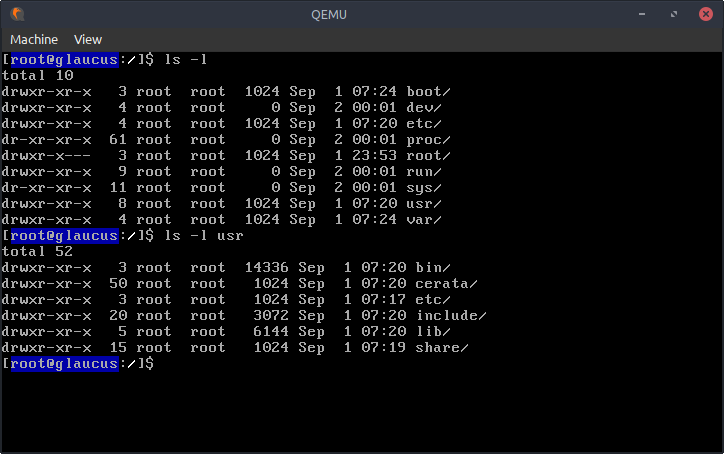 QEMU
Machine View
[root@glaucus:/]$ ls -l
total 10
drwxr-xr-x   3 root  root  1024 Sep  1 07:24 boot/
drwxr-xr-x   4 root  root     0 Sep  2 00:01 dev/
drwxr-xr-x   4 root  root  1024 Sep  1 07:20 etc/
dr-xr-xr-x  61 root  root     0 Sep  2 00:01 proc/
drwxr-x---   3 root  root  1024 Sep  1 23:53 root/
drwxr-xr-x   9 root  root     0 Sep  2 00:01 run/
dr-xr-xr-x  11 root  root     0 Sep  2 00:01 sys/
drwxr-xr-x   8 root  root  1024 Sep  1 07:20 usr/
drwxr-xr-x   4 root  root  1024 Sep  1 07:24 var/
[root@glaucus:/]$ ls -l usr
total 52
drwxr-xr-x   3 root  root  14336 Sep  1 07:20 bin/
drwxr-xr-x  50 root  root   1024 Sep  1 07:20 cerata/
drwxr-xr-x   3 root  root   1024 Sep  1 07:17 etc/
drwxr-xr-x  20 root  root   3072 Sep  1 07:20 include/
drwxr-xr-x   5 root  root   6144 Sep  1 07:20 lib/
drwxr-xr-x  15 root  root   1024 Sep  1 07:19 share/
[root@glaucus:/]$